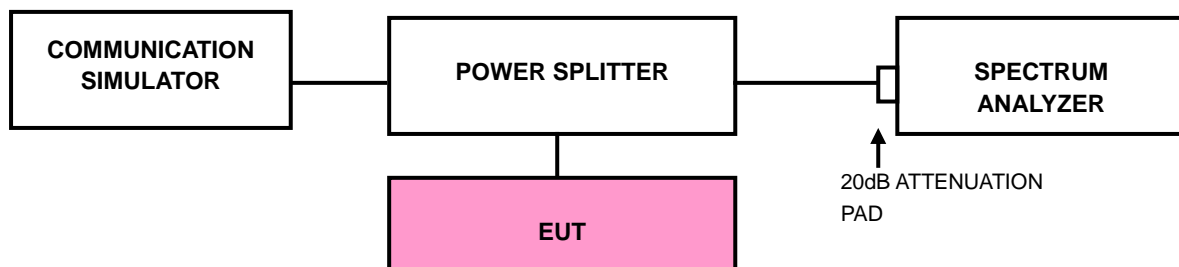 COMMUNICATION
SIMULATOR
POWER SPLITTER
SPECTRUM
ANALYZER
20dB ATTENUATION
PAD
EUT